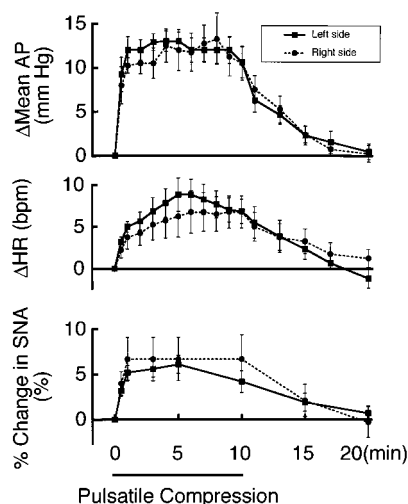 Left side
Right side
ΔMean AP
(mm Hg)
15
10
5
0
ΔHR (bpm)
10
5
0
% Change in SNA
(%)
10
5
0
0 5 10 15 20(min)
Pulsatile Compression